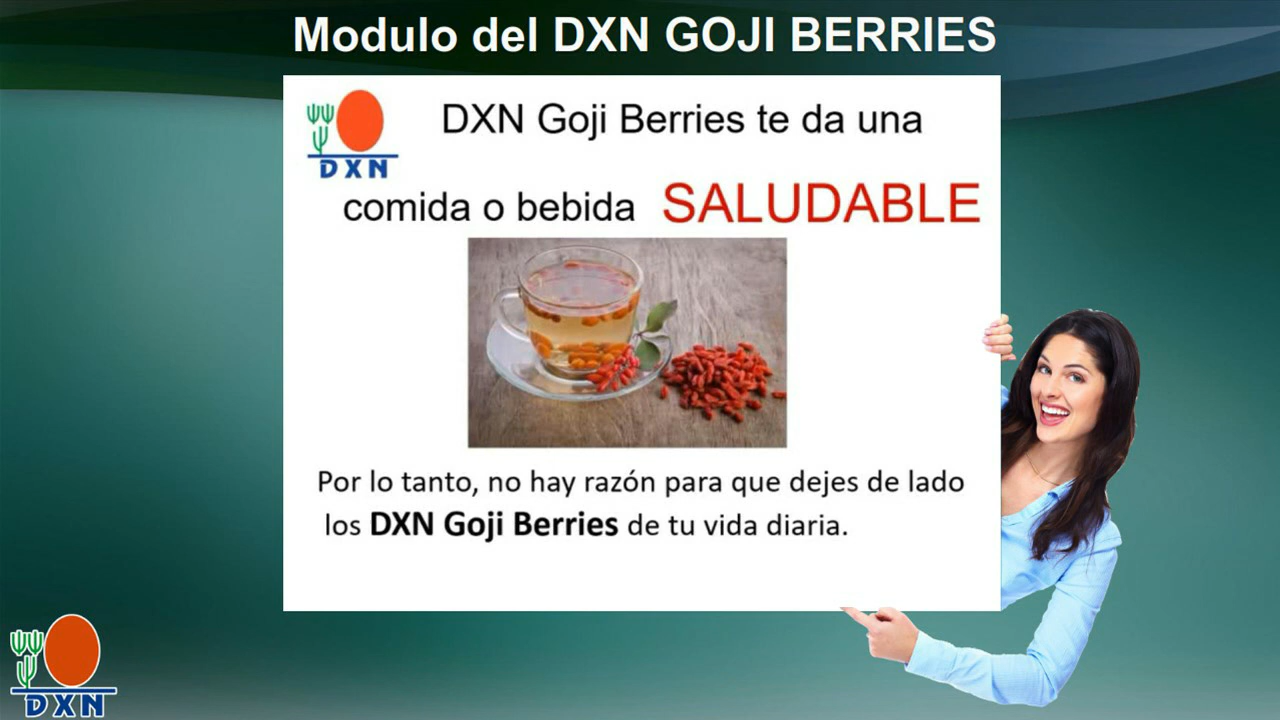 Modulo del DXN GOJI BERRIES
DXN
DXN Goji Berries te da una
comida o bebida SALUDABLE
Por lo tanto, no hay razón para que dejes de lado
los DXN Goji Berries de tu vida diaria.
DXN